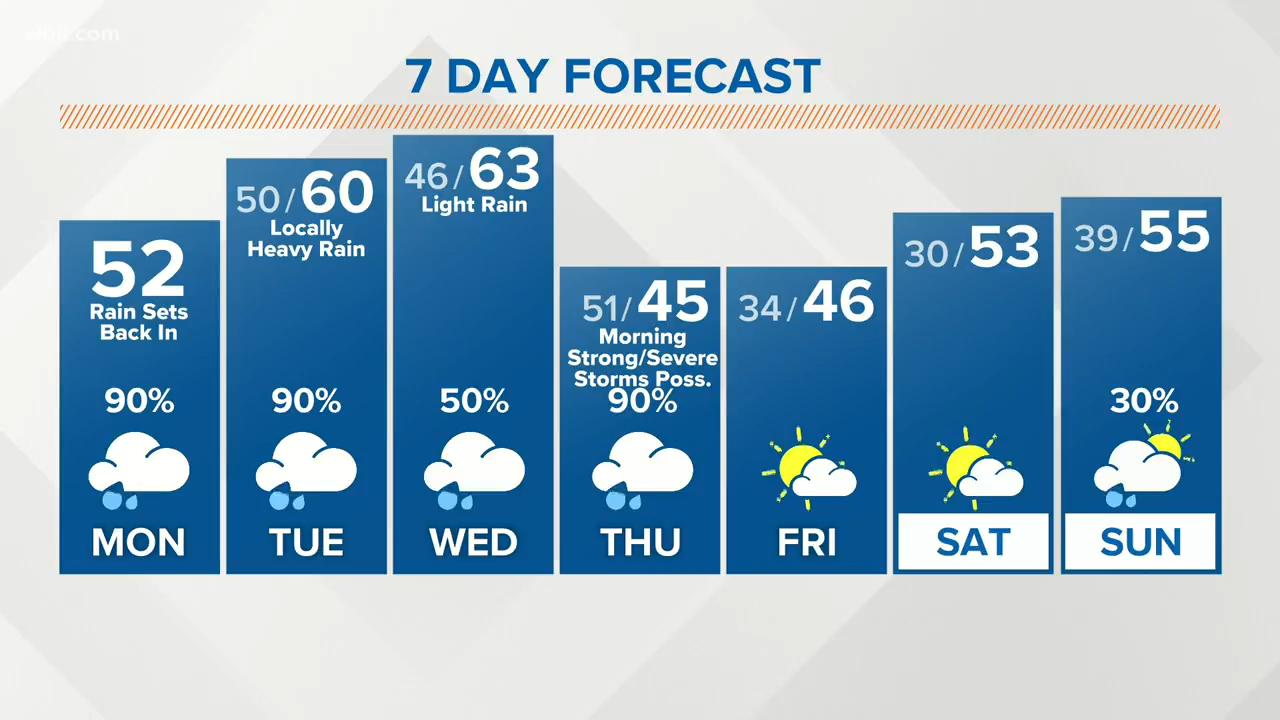 7 DAY FORECAST
52
Rain Sets
Back In
90%
MON
50/60
Locally
Heavy Rain
90%
TUE
46/63
Light Rain
50%
WED
51/45
Morning
Strong/Severe
Storms Poss.
90%
THU
34/46
FRI
30/53
SAT
39/55
30%
SUN